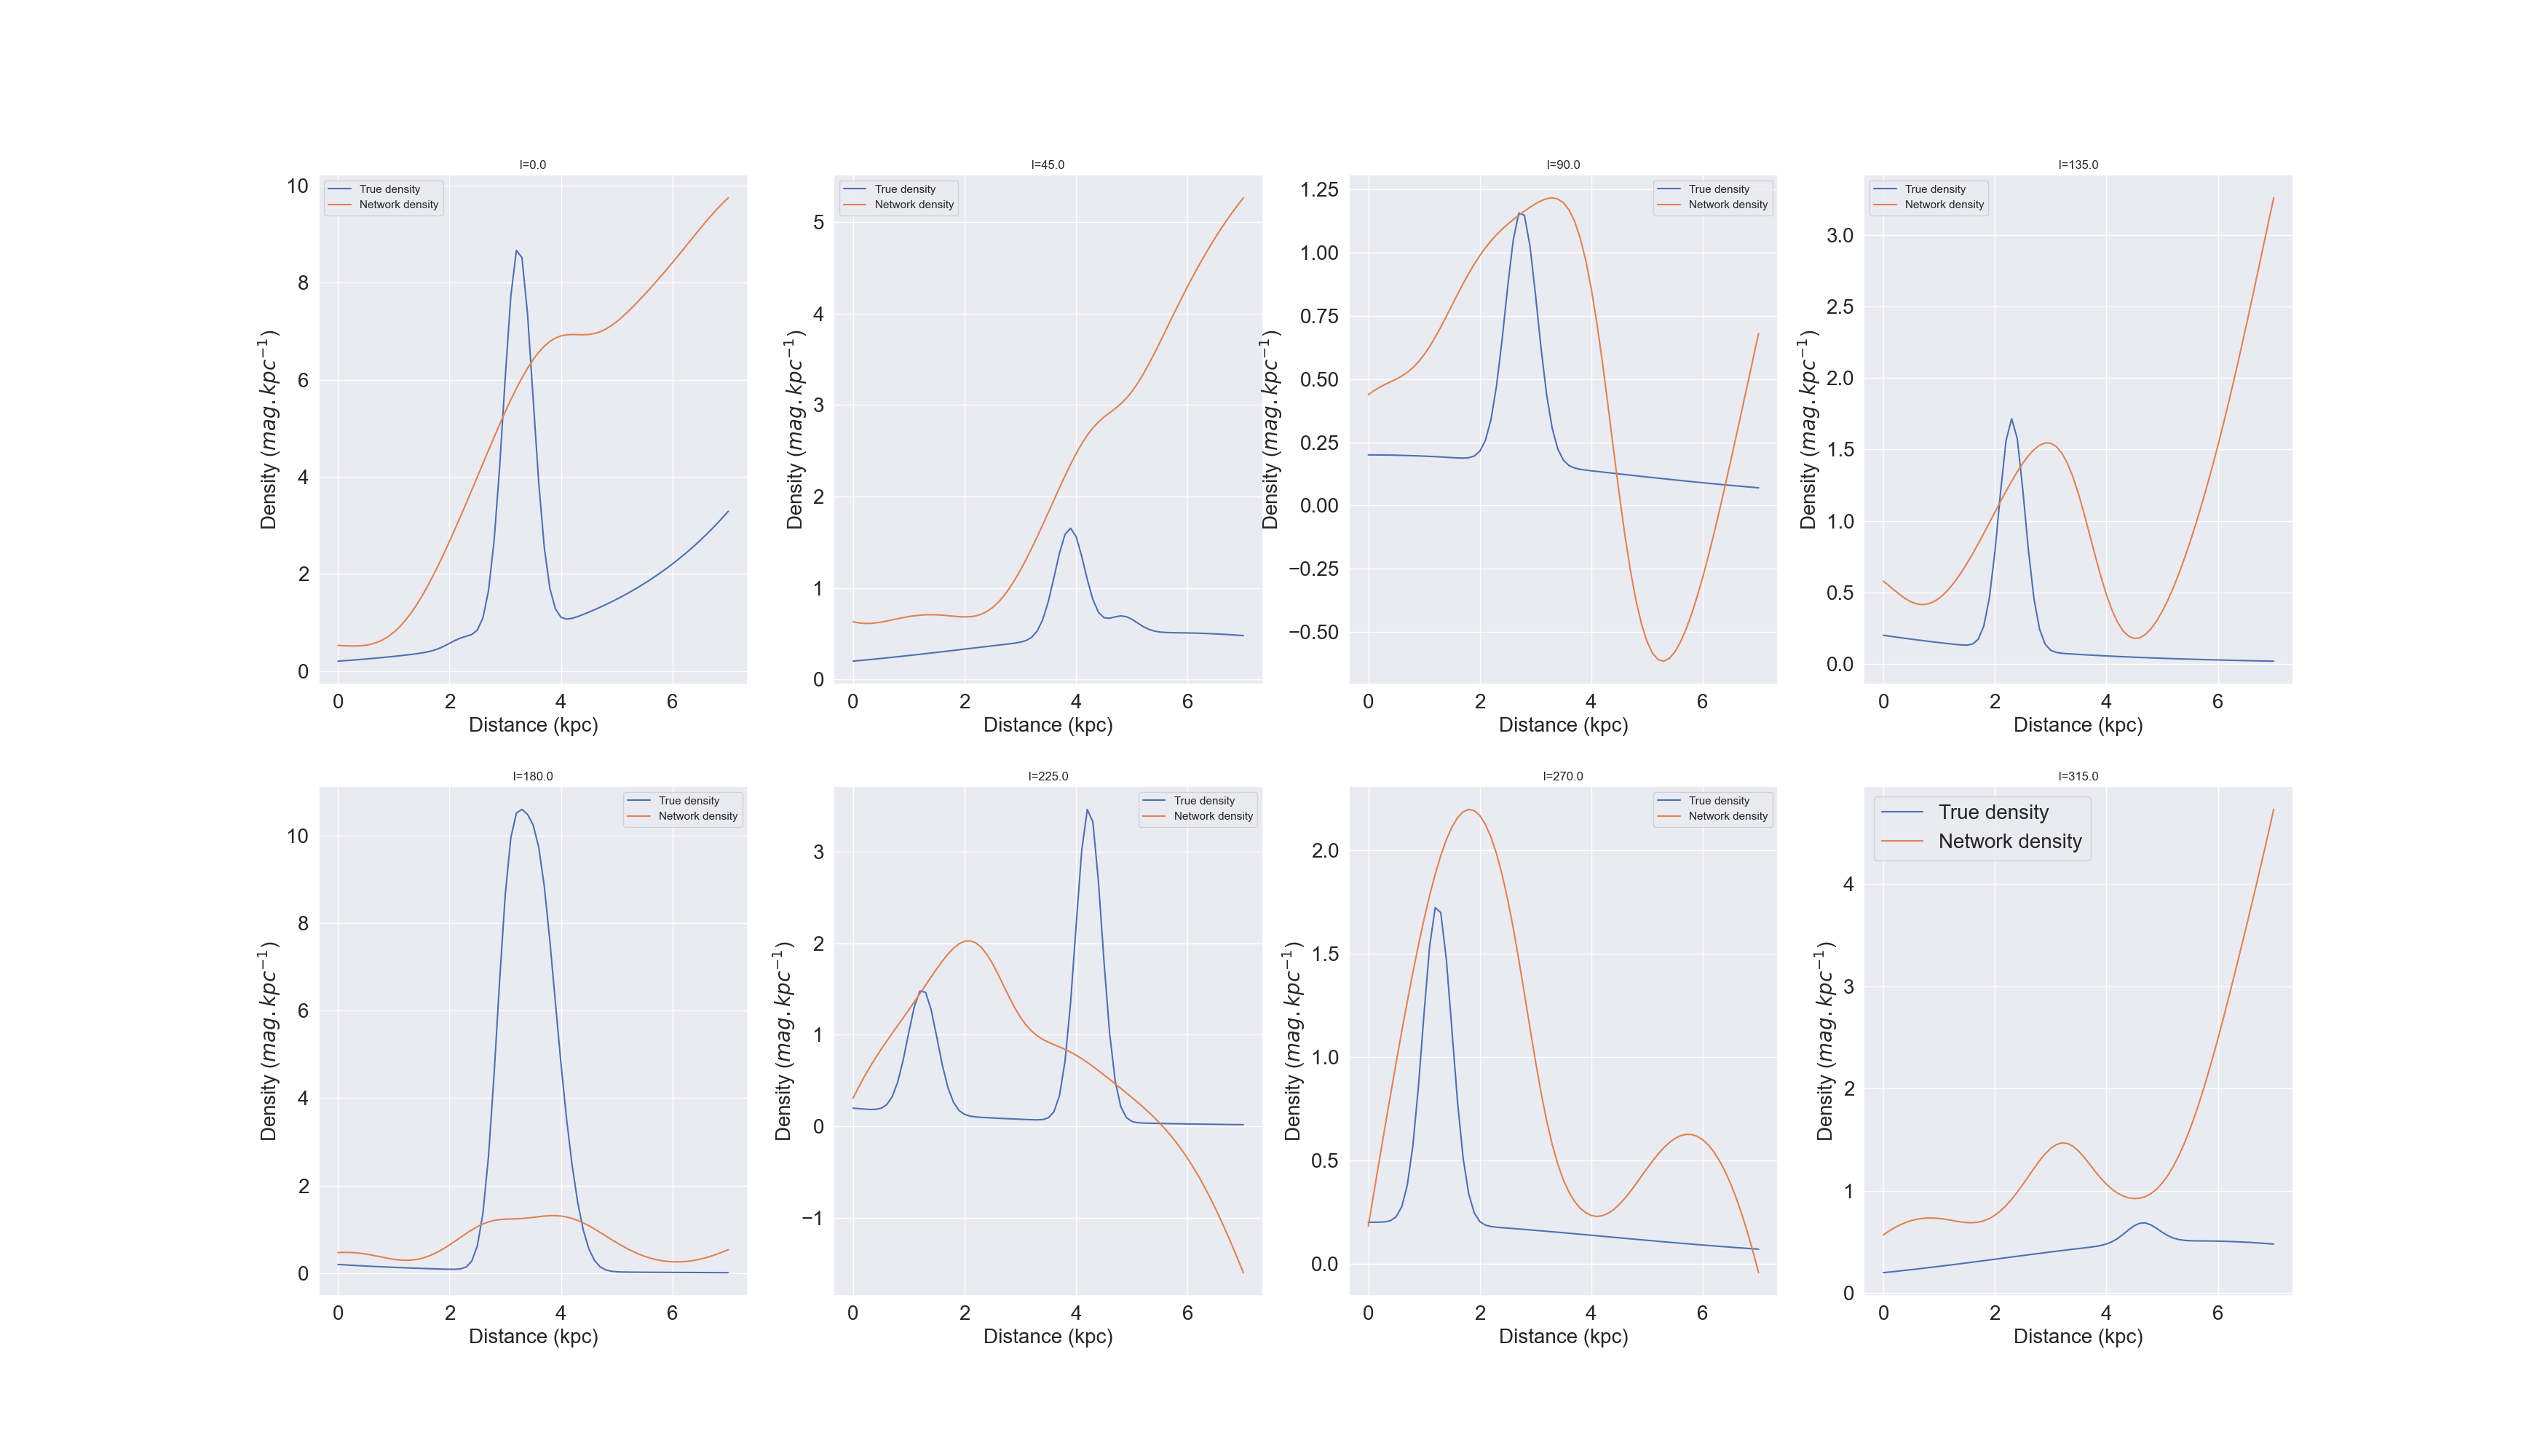 l=0.0
True density
Network density
10
8
6
4
2
0
Density (mag. kpc⁻¹)
0 2 4 6
Distance (kpc)
l=45.0
True density
Network density
5
4
3
2
1
0
Density (mag. kpc⁻¹)
0 2 4 6
Distance (kpc)
l=90.0
True density
Network density
1.25
1.00
0.75
0.50
0.25
0.00
−0.25
−0.50
Density (mag. kpc⁻¹)
0 2 4 6
Distance (kpc)
l=135.0
True density
Network density
3.0
2.5
2.0
1.5
1.0
0.5
0.0
Density (mag. kpc⁻¹)
0 2 4 6
Distance (kpc)
l=180.0
True density
Network density
10
8
6
4
2
0
Density (mag. kpc⁻¹)
0 2 4 6
Distance (kpc)
l=225.0
True density
Network density
3
2
1
0
−1
Density (mag. kpc⁻¹)
0 2 4 6
Distance (kpc)
l=270.0
True density
Network density
2.0
1.5
1.0
0.5
0.0
Density (mag. kpc⁻¹)
0 2 4 6
Distance (kpc)
l=315.0
True density
Network density
4
3
2
1
0
Density (mag. kpc⁻¹)
0 2 4 6
Distance (kpc)